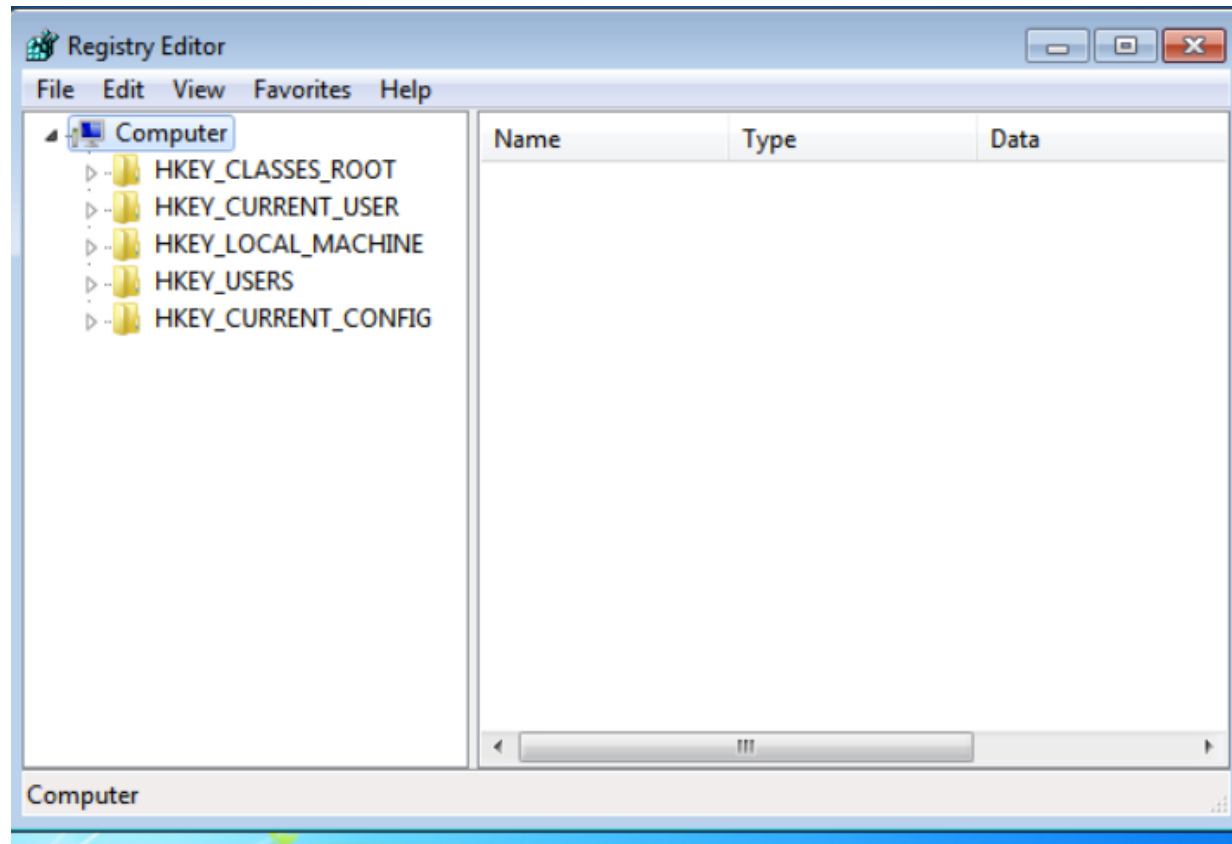 Registry Editor
File Edit View Favorites Help
Computer
HKEY_CLASSES_ROOT
HKEY_CURRENT_USER
HKEY_LOCAL_MACHINE
HKEY_USERS
HKEY_CURRENT_CONFIG
Name Type Data
Computer